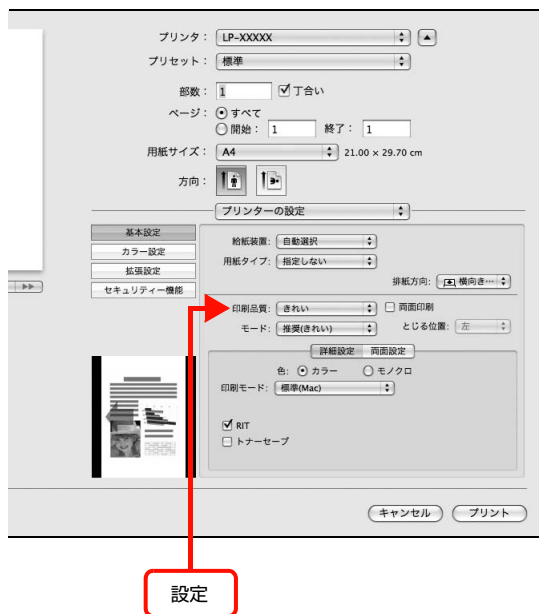 プリンタ： LP-XXXXX
プリセット： 標準
部数： 1 丁合い
ページ： すべて
開始： 1 終了： 1
用紙サイズ： A4 21.00 x 29.70 cm
方向：
プリンターの設定
基本設定
カラー設定
拡張設定
セキュリティー機能
給紙装置: 自動選択
用紙タイプ: 指定しない
排紙方向: 横向き…
印刷品質: きれい 両面印刷
モード: 推奨(きれい) とじる位置: 左
詳細設定 両面設定
色: カラー モノクロ
印刷モード: 標準(Mac)
RIT
トナーセーブ
キャンセル プリント
設定